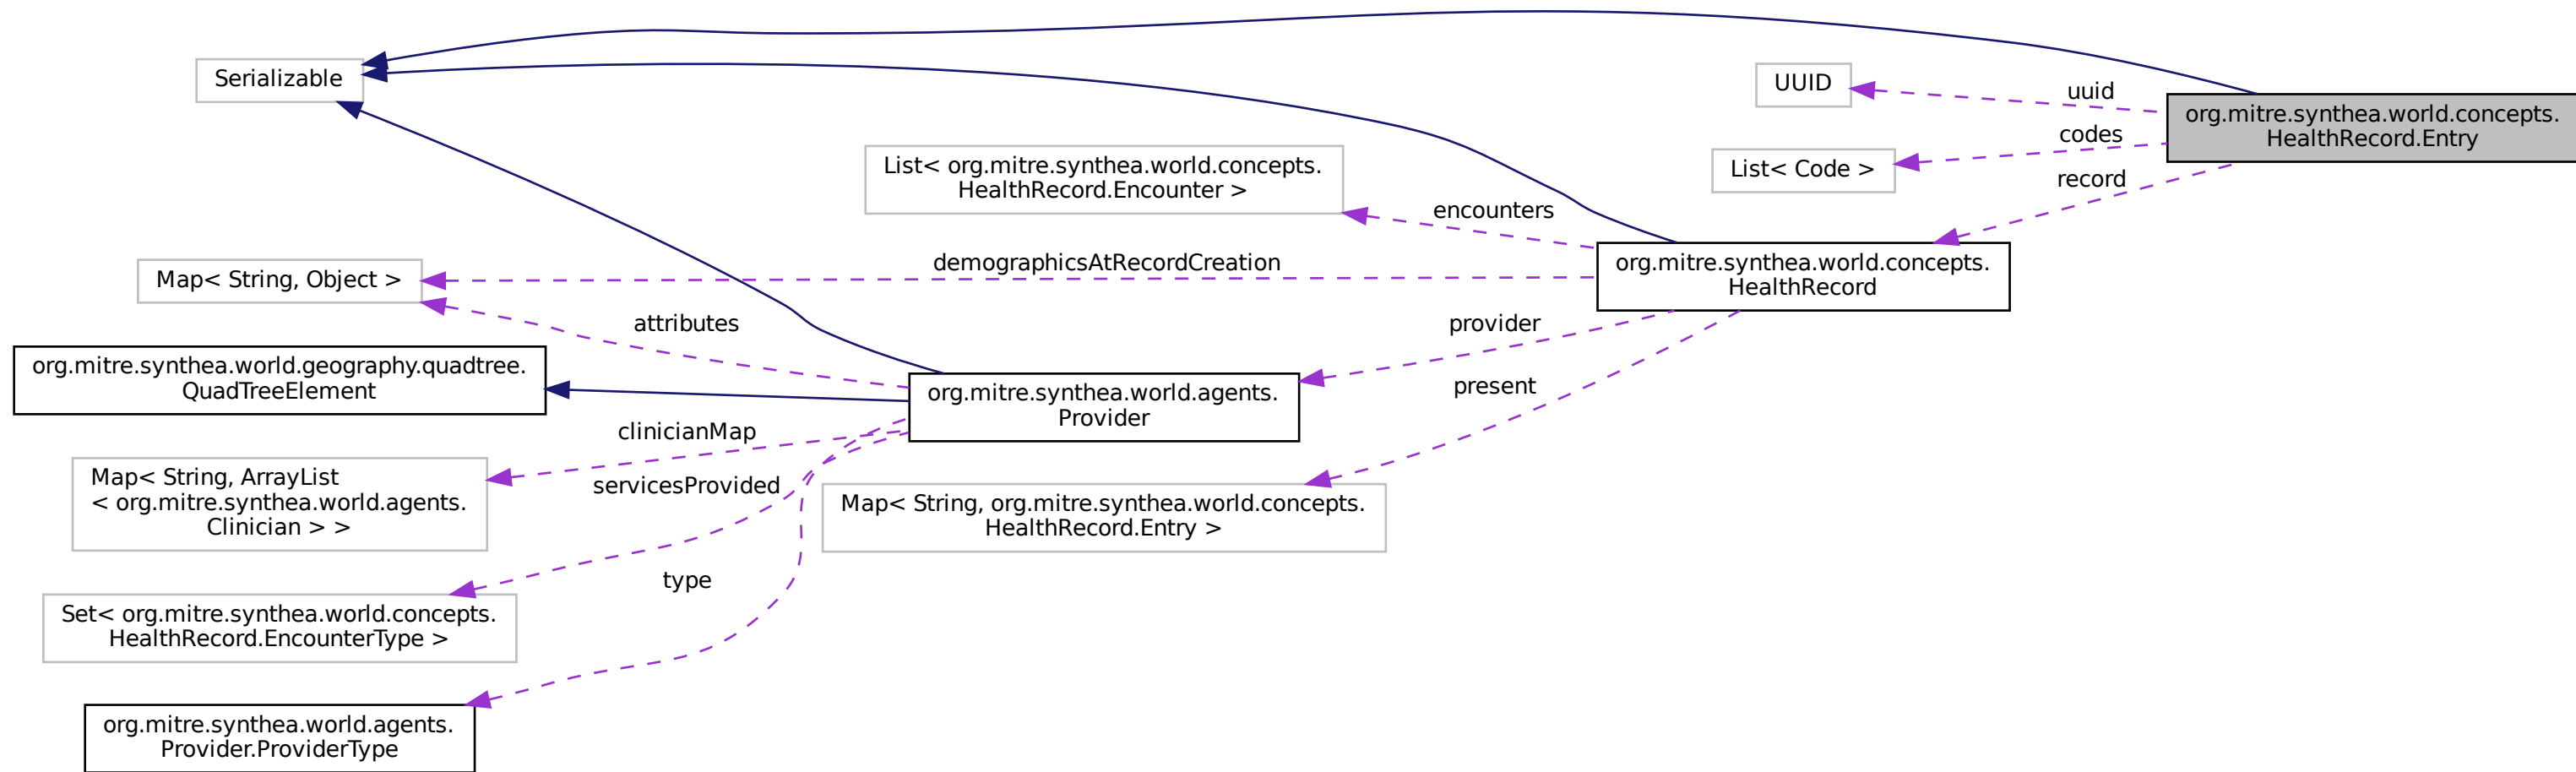 Serializable
UUID
uuid
org.mitre.synthea.world.concepts.
HealthRecord.Entry
codes
List< Code >
record
List< org.mitre.synthea.world.concepts.
HealthRecord.Encounter >
encounters
demographicsAtRecordCreation
Map< String, Object >
org.mitre.synthea.world.concepts.
HealthRecord
attributes
provider
org.mitre.synthea.world.geography.quadtree.
QuadTreeElement
org.mitre.synthea.world.agents.
Provider
present
clinicianMap
Map< String, ArrayList
< org.mitre.synthea.world.agents.
Clinician > >
servicesProvided
Map< String, org.mitre.synthea.world.concepts.
HealthRecord.Entry >
type
Set< org.mitre.synthea.world.concepts.
HealthRecord.EncounterType >
org.mitre.synthea.world.agents.
Provider.ProviderType